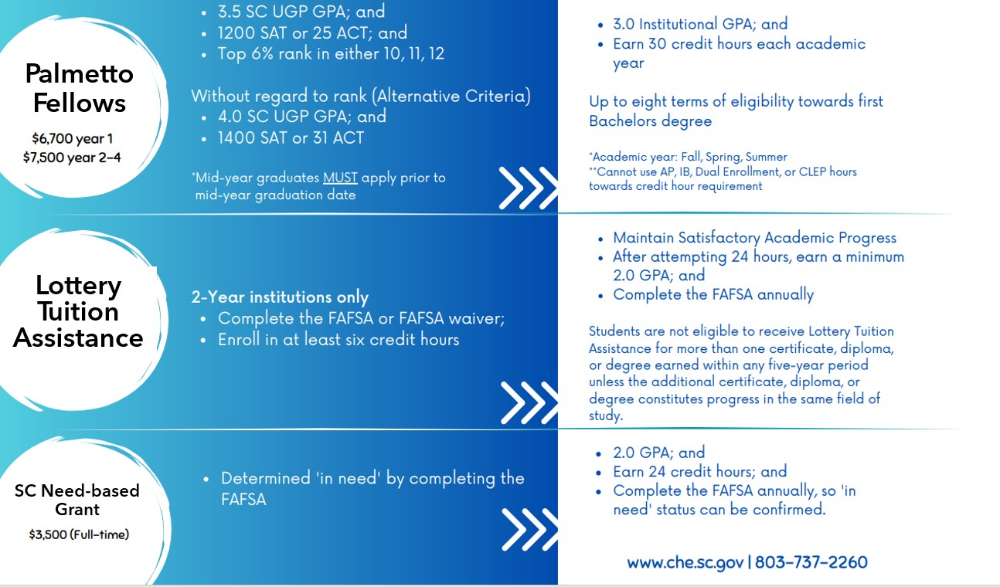 Palmetto
Fellows
$6,700 year 1
$7,500 year 2-4
• 3.5 SC UGP GPA; and
• 1200 SAT or 25 ACT; and
• Top 6% rank in either 10, 11, 12
Without regard to rank (Alternative Criteria)
• 4.0 SC UGP GPA; and
• 1400 SAT or 31 ACT
*Mid-year graduates MUST apply prior to
mid-year graduation date
• 3.0 Institutional GPA; and
• Earn 30 credit hours each academic
year
Up to eight terms of eligibility towards first
Bachelors degree
*Academic year: Fall, Spring, Summer
**Cannot use AP, IB, Dual Enrollment, or CLEP hours
towards credit hour requirement
Lottery
Tuition
Assistance
2-Year institutions only
• Complete the FAFSA or FAFSA waiver;
• Enroll in at least six credit hours
• Maintain Satisfactory Academic Progress
• After attempting 24 hours, earn a minimum
2.0 GPA; and
• Complete the FAFSA annually
Students are not eligible to receive Lottery Tuition
Assistance for more than one certificate, diploma,
or degree earned within any five-year period
unless the additional certificate, diploma, or
degree constitutes progress in the same field of
study.
SC Need-based
Grant
$3,500 (Full-time)
• Determined 'in need' by completing the
FAFSA
• 2.0 GPA; and
• Earn 24 credit hours; and
• Complete the FAFSA annually, so 'in
need' status can be confirmed.
www.che.sc.gov | 803-737-2260